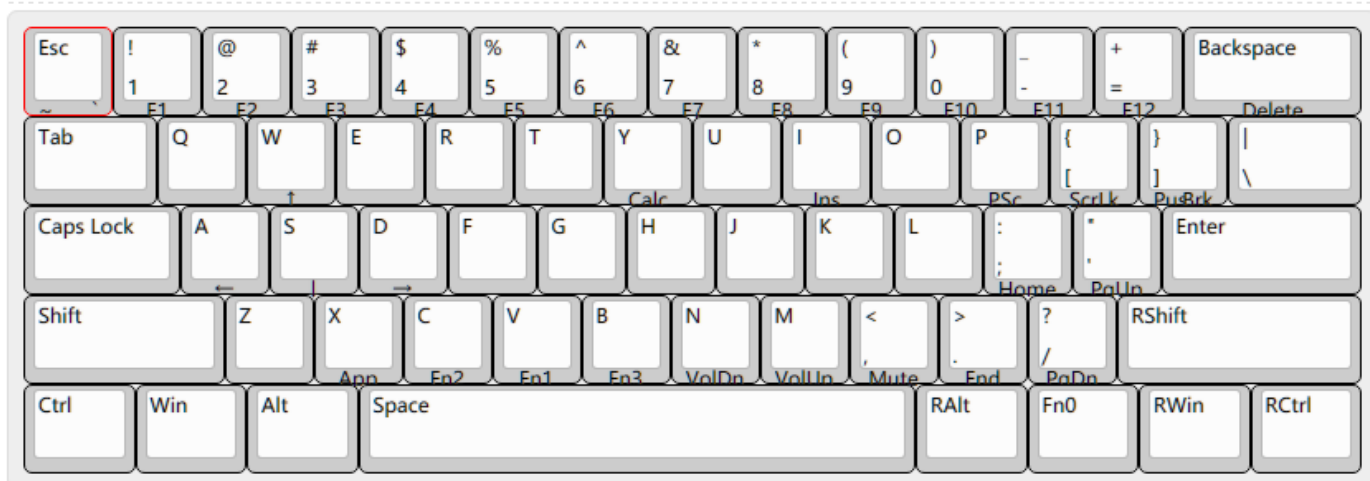 Esc ! @ # $ % ^ & * ( ) _ + Backspace
1 2 3 4 5 6 7 8 9 0 - =
~ ` F1 F2 F3 F4 F5 F6 F7 F8 F9 F10 F11 F12 Delete
Tab Q W E R T Y U I O P { } |
[ ] \
↑ Calc Ins PSc ScrLk PusBrk
Caps Lock A S D F G H J K L : " Enter
; '
← → Home PgUp
Shift Z X C V B N M < > ? RShift
, . /
App Fn2 Fn1 Fn3 VolDn VolUp Mute End PgDn
Ctrl Win Alt Space RAlt Fn0 RWin RCtrl